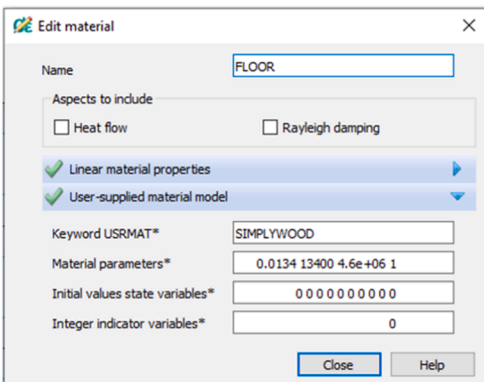 Edit material
Name FLOOR
Aspects to include
Heat flow Rayleigh damping
Linear material properties
User-supplied material model
Keyword USRMAT* SIMPLYWOOD
Material parameters* 0.0134 13400 4.6e+06 1
Initial values state variables* 0 0 0 0 0 0 0 0 0 0
Integer indicator variables* 0
Close Help